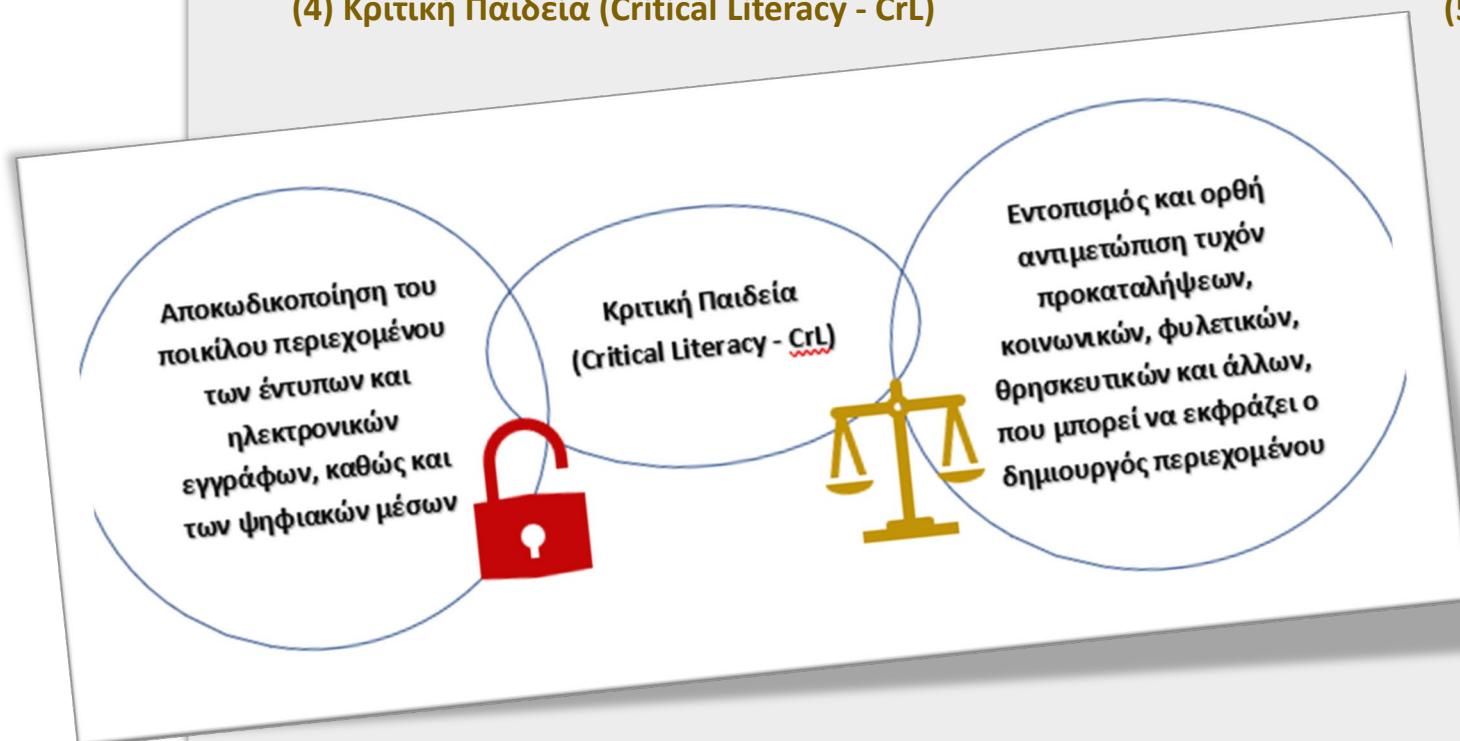 (4) Κριτική Παιδεία (Critical Literacy - CrL)
(5
Αποκωδικοποίηση του
ποικίλου περιεχομένου
των έντυπων και
ηλεκτρονικών
εγγράφων, καθώς και
των ψηφιακών μέσων
Κριτική Παιδεία
(Critical Literacy - CrL)
Εντοπισμός και ορθή
αντιμετώπιση τυχόν
προκαταλήψεων,
κοινωνικών, φυλετικών,
θρησκευτικών και άλλων,
που μπορεί να εκφράζει ο
δημιουργός περιεχομένου